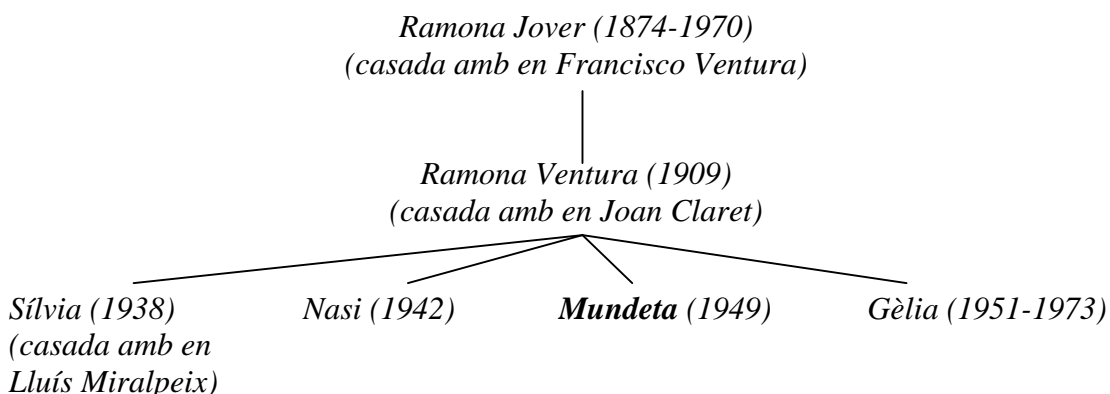 Ramona Jover (1874-1970)
(casada amb en Francisco Ventura)
Ramona Ventura (1909)
(casada amb en Joan Claret)
Sílvia (1938)
(casada amb en
Lluís Miralpeix)
Nasi (1942)
Mundeta (1949)
Gèlia (1951-1973)